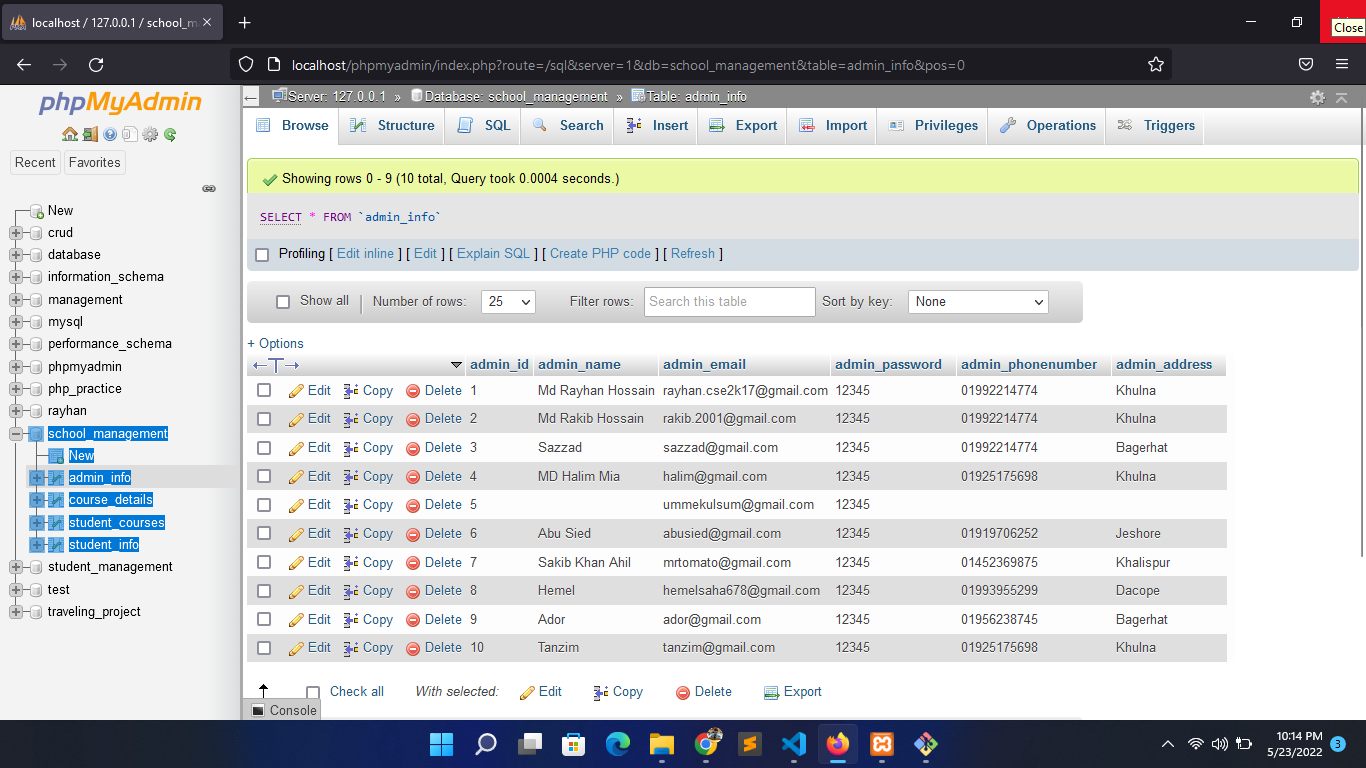 localhost / 127.0.0.1 / school_m
Close
localhost/phpmyadmin/index.php?route=/sql&server=1&db=school_management&table=admin_info&pos=0
phpMyAdmin
Recent Favorites
New
crud
database
information_schema
management
mysql
performance_schema
phpmyadmin
php_practice
rayhan
school_management
New
admin_info
course_details
student_courses
student_info
student_management
test
traveling_project
Server: 127.0.0.1 » Database: school_management » Table: admin_info
Browse Structure SQL Search Insert Export Import Privileges Operations Triggers
Showing rows 0 - 9 (10 total, Query took 0.0004 seconds.)
SELECT * FROM `admin_info`
Profiling [ Edit inline ] [ Edit ] [ Explain SQL ] [ Create PHP code ] [ Refresh ]
Show all Number of rows: 25 Filter rows: Search this table Sort by key: None
+ Options
admin_id admin_name admin_email admin_password admin_phonenumber admin_address
Edit Copy Delete 1 Md Rayhan Hossain rayhan.cse2k17@gmail.com 12345 01992214774 Khulna
Edit Copy Delete 2 Md Rakib Hossain rakib.2001@gmail.com 12345 01992214774 Khulna
Edit Copy Delete 3 Sazzad sazzad@gmail.com 12345 01992214774 Bagerhat
Edit Copy Delete 4 MD Halim Mia halim@gmail.com 12345 01925175698 Khulna
Edit Copy Delete 5 ummekulsum@gmail.com 12345
Edit Copy Delete 6 Abu Sied abusied@gmail.com 12345 01919706252 Jeshore
Edit Copy Delete 7 Sakib Khan Ahil mrtomato@gmail.com 12345 01452369875 Khalispur
Edit Copy Delete 8 Hemel hemelsaha678@gmail.com 12345 01993955299 Dacope
Edit Copy Delete 9 Ador ador@gmail.com 12345 01956238745 Bagerhat
Edit Copy Delete 10 Tanzim tanzim@gmail.com 12345 01925175698 Khulna
Check all With selected: Edit Copy Delete Export
Console
10:14 PM
5/23/2022
3